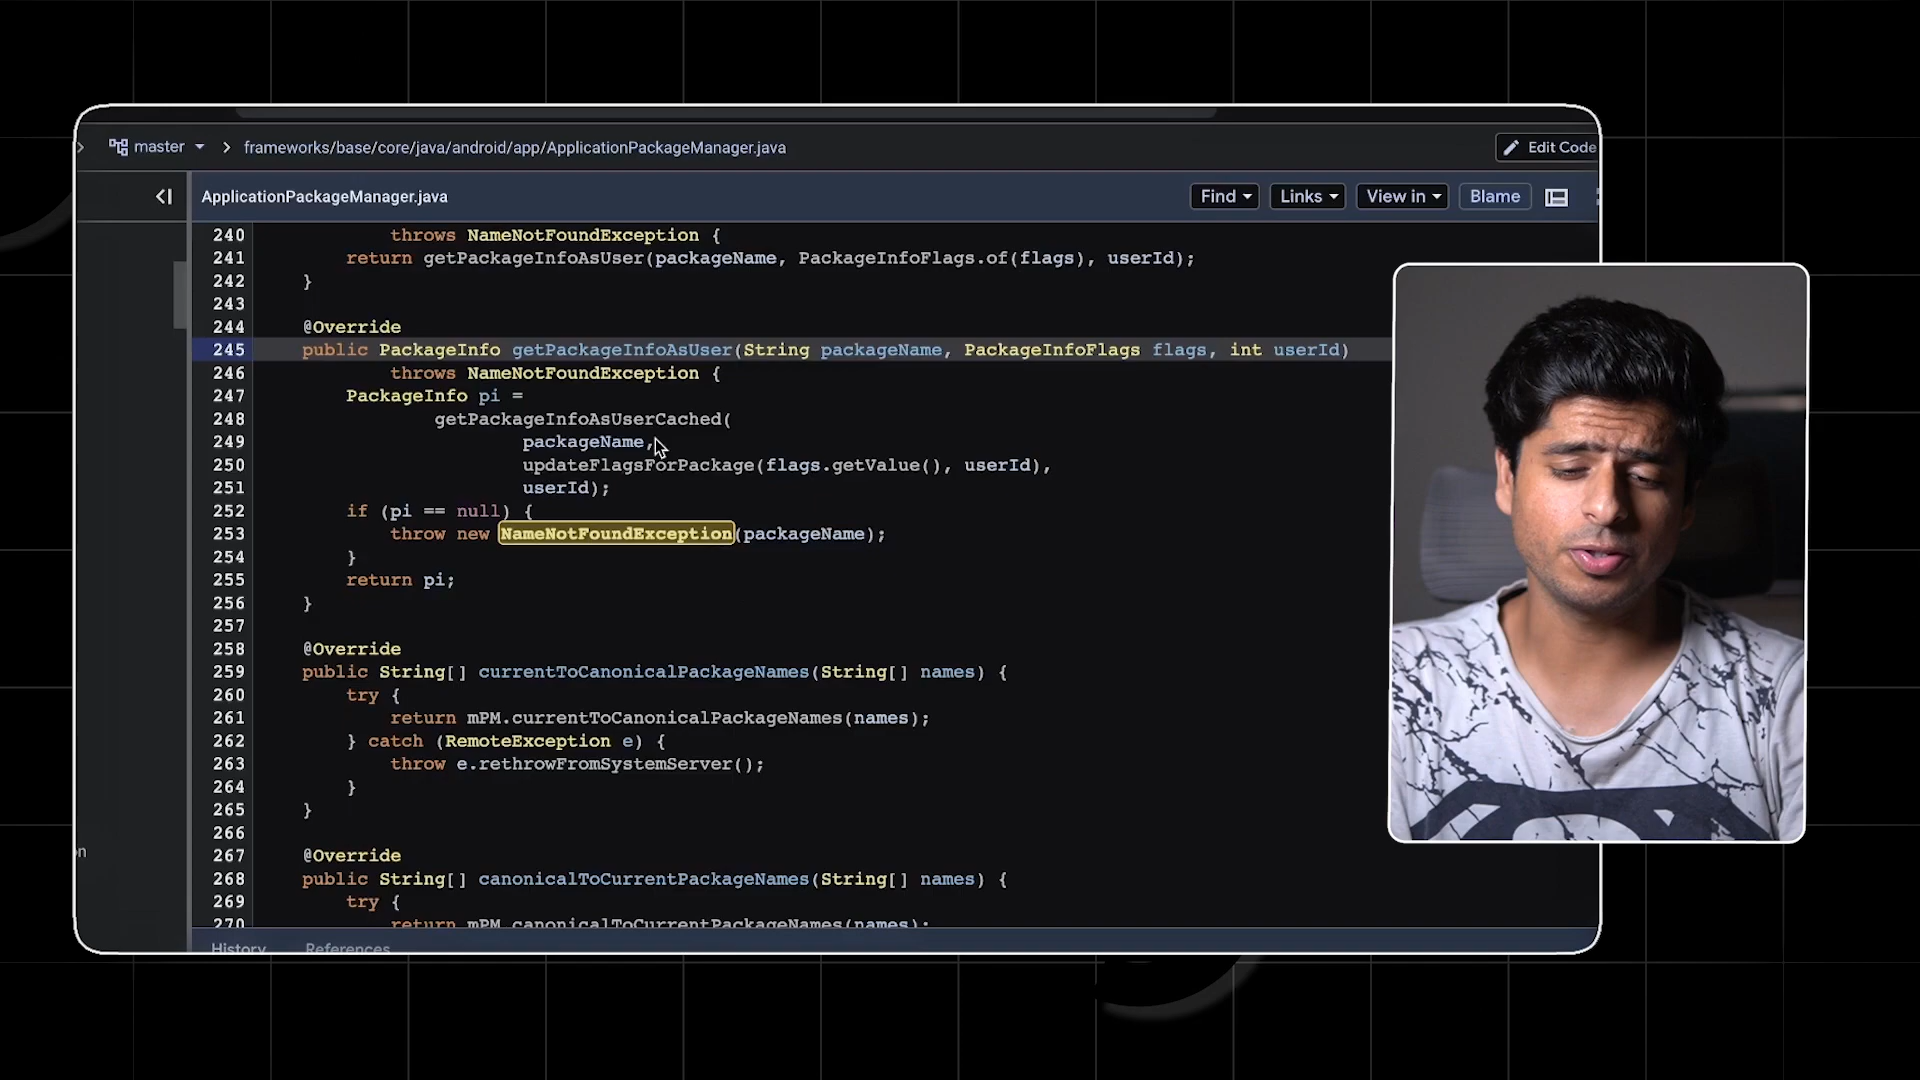 master frameworks/base/core/java/android/app/ApplicationPackageManager.java Edit Code
ApplicationPackageManager.java Find Links View in Blame
240 throws NameNotFoundException {
241 return getPackageInfoAsUser(packageName, PackageInfoFlags.of(flags), userId);
242 }
243
244 @Override
245 public PackageInfo getPackageInfoAsUser(String packageName, PackageInfoFlags flags, int userId)
246 throws NameNotFoundException {
247 PackageInfo pi =
248 getPackageInfoAsUserCached(
249 packageName,
250 updateFlagsForPackage(flags.getValue(), userId),
251 userId);
252 if (pi == null) {
253 throw new NameNotFoundException(packageName);
254 }
255 return pi;
256 }
257
258 @Override
259 public String[] currentToCanonicalPackageNames(String[] names) {
260 try {
261 return mPM.currentToCanonicalPackageNames(names);
262 } catch (RemoteException e) {
263 throw e.rethrowFromSystemServer();
264 }
265 }
266
267 @Override
268 public String[] canonicalToCurrentPackageNames(String[] names) {
269 try {
270 return mPM.canonicalToCurrentPackageNames(names);
History References